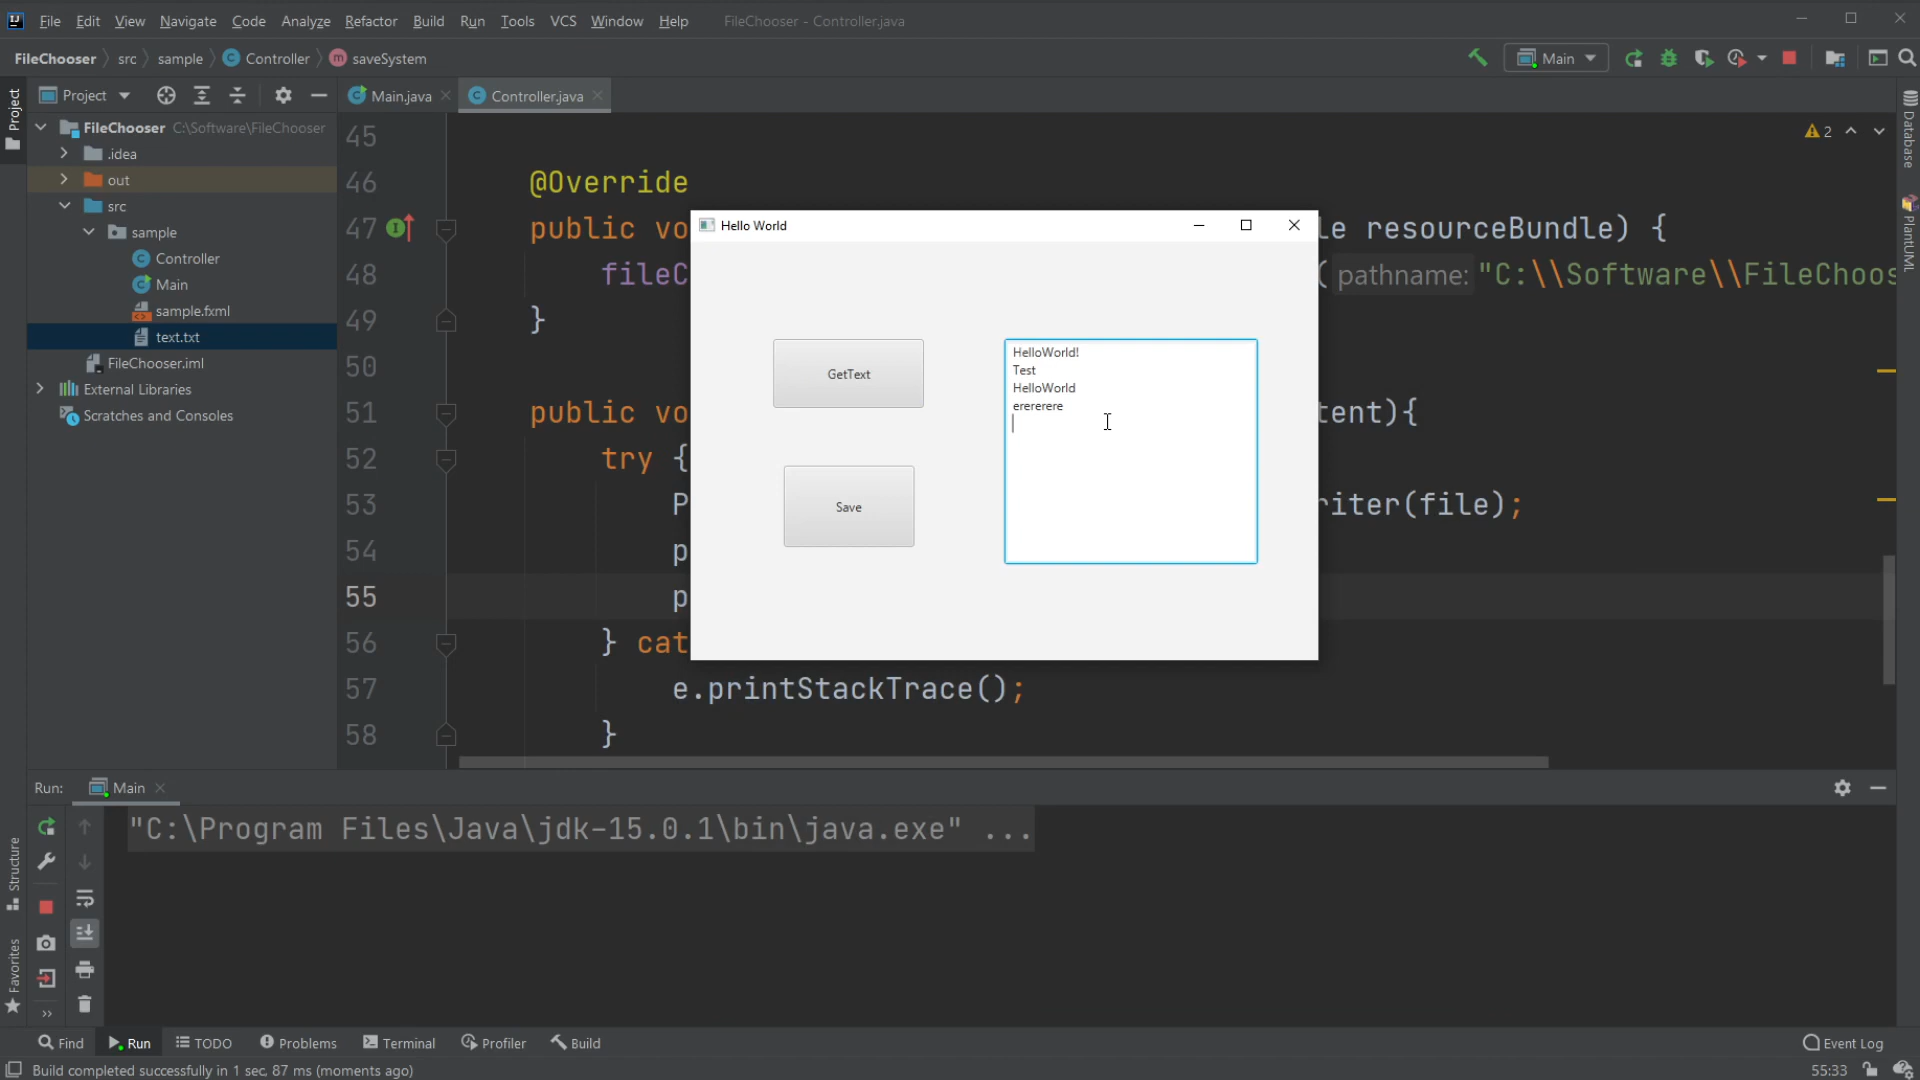 File Edit View Navigate Code Analyze Refactor Build Run Tools VCS Window Help FileChooser - Controller.java
FileChooser src sample Controller saveSystem
Main
Project
Main.java
Controller.java
Project
FileChooser C:\Software\FileChooser
.idea
out
src
sample
Controller
Main
sample.fxml
text.txt
FileChooser.iml
External Libraries
Scratches and Consoles
2
Database
PlantUML
45
46 @Override
47 public vo le resourceBundle) {
48 fileC ( pathname: "C:\\Software\\FileChoos
49 }
50
51 public vo tent){
52 try {
53 P riter(file);
54 p
55 p
56 } cat
57 e.printStackTrace();
58 }
Hello World
GetText
Save
HelloWorld!
Test
HelloWorld
erererere
Run: Main
"C:\Program Files\Java\jdk-15.0.1\bin\java.exe" ...
Structure
Favorites
Find Run TODO Problems Terminal Profiler Build Event Log
Build completed successfully in 1 sec, 87 ms (moments ago) 55:33